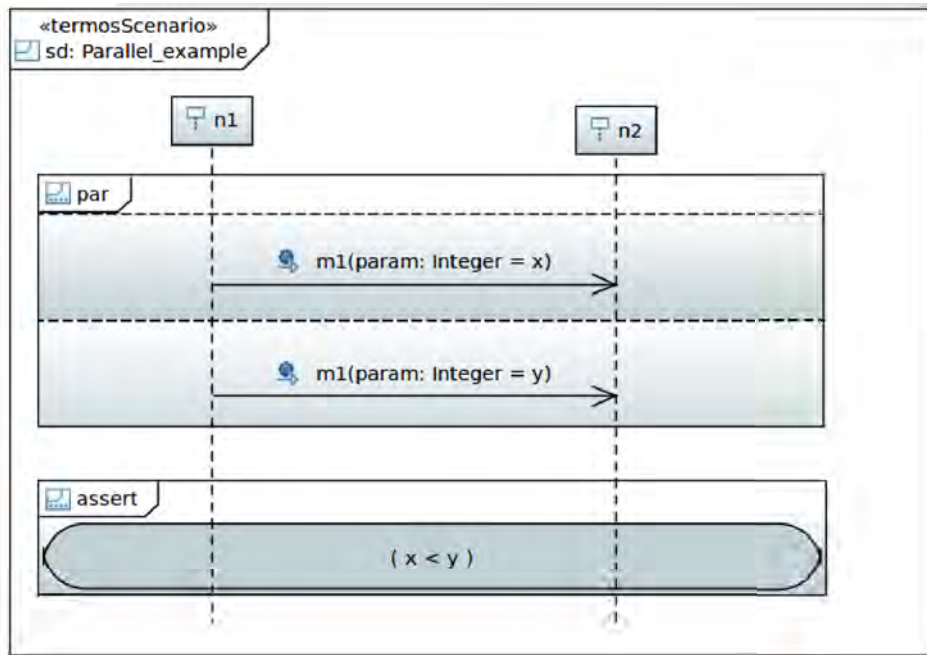 «termosScenario»
sd: Parallel_example
n1
n2
par
m1(param: Integer = x)
m1(param: Integer = y)
assert
( x < y )